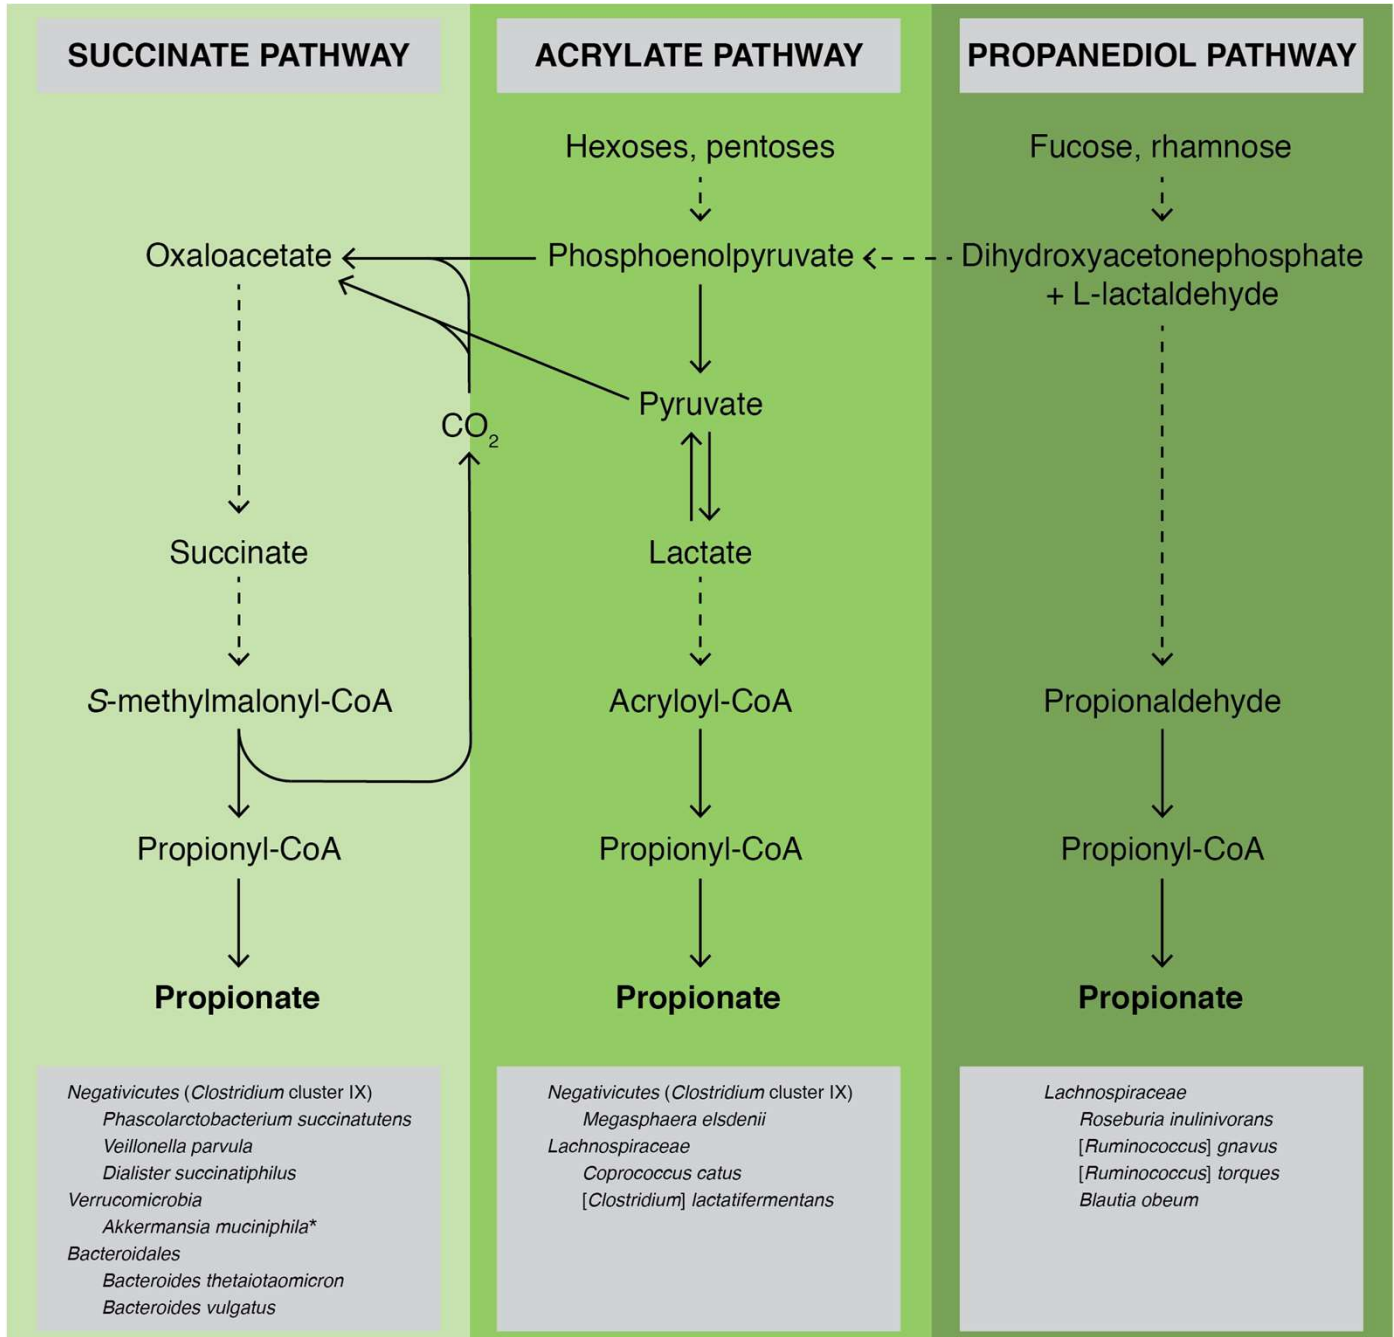 SUCCINATE PATHWAY
Oxaloacetate
Succinate
S-methylmalonyl-CoA
Propionyl-CoA
Propionate
Negativicutes (Clostridium cluster IX)
Phascolarctobacterium succinatutens
Veillonella parvula
Dialister succinatiphilus
Verrucomicrobia
Akkermansia muciniphila*
Bacteroidales
Bacteroides thetaiotaomicron
Bacteroides vulgatus
CO2
ACRYLATE PATHWAY
Hexoses, pentoses
Phosphoenolpyruvate
Pyruvate
Lactate
Acryloyl-CoA
Propionyl-CoA
Propionate
Negativicutes (Clostridium cluster IX)
Megasphaera elsdenii
Lachnospiraceae
Coprococcus catus
[Clostridium] lactatifermentans
PROPANEDIOL PATHWAY
Fucose, rhamnose
Dihydroxyacetonephosphate
+ L-lactaldehyde
Propionaldehyde
Propionyl-CoA
Propionate
Lachnospiraceae
Roseburia inulinivorans
[Ruminococcus] gnavus
[Ruminococcus] torques
Blautia obeum